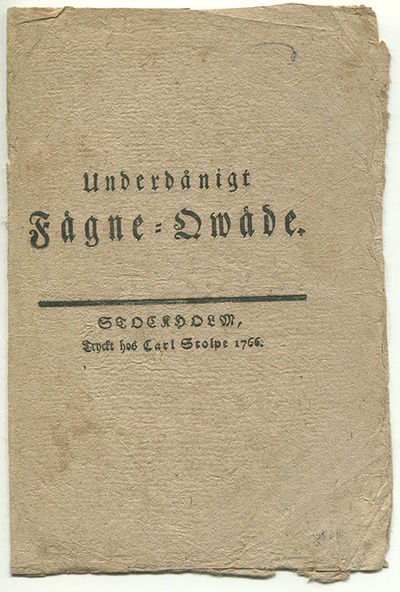 Underdånigt
Fägne-Qwäde.
STOCKHOLM,
Tryckt hos Carl Stolpe 1766.